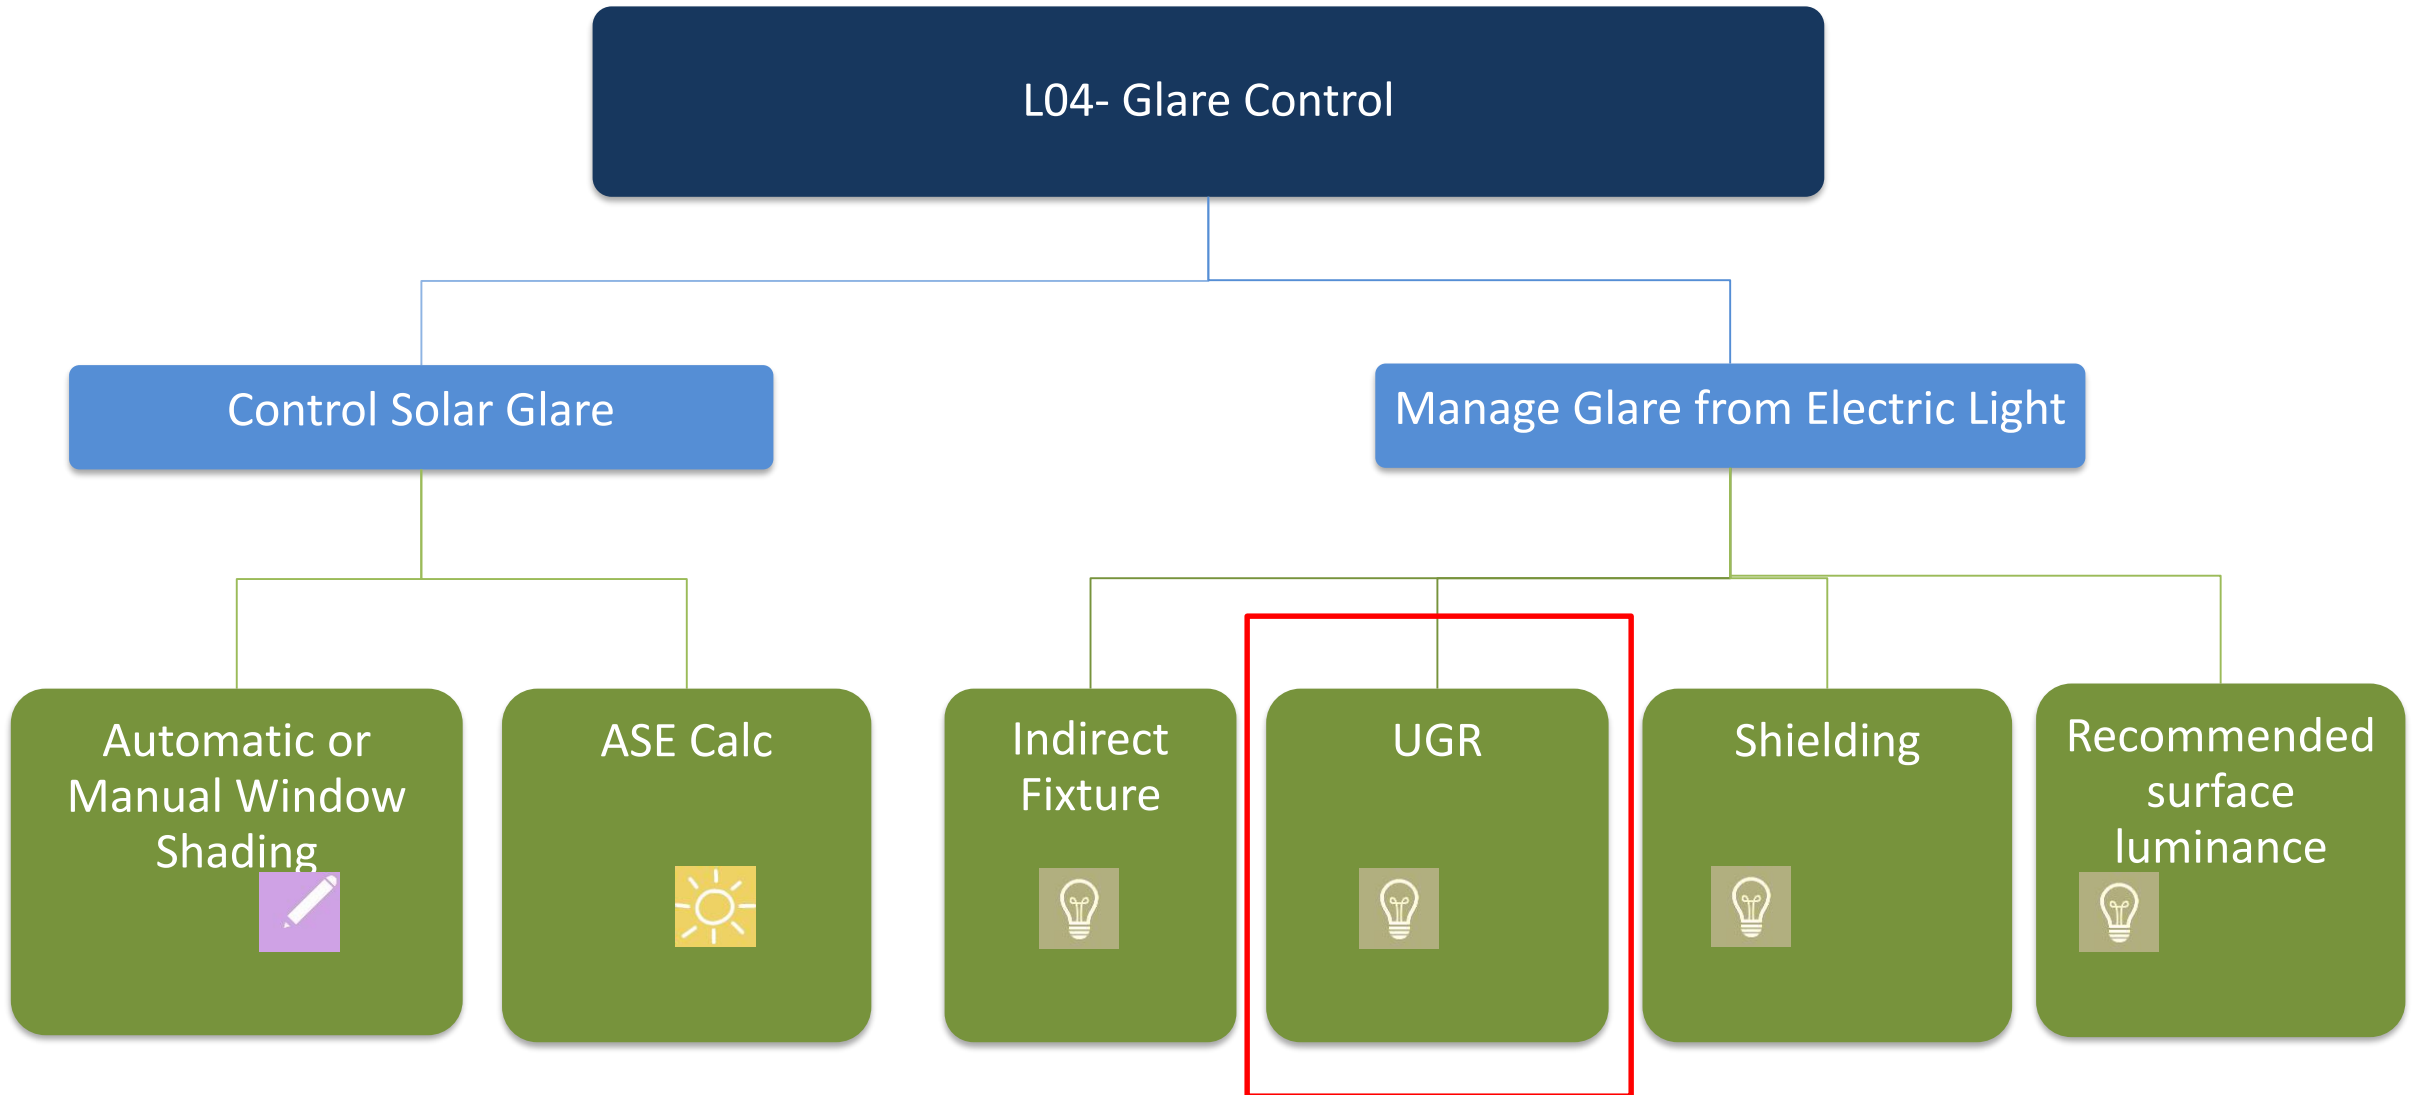 L04- Glare Control
Control Solar Glare
Manage Glare from Electric Light
Automatic or
Manual Window
Shading
ASE Calc
Indirect
Fixture
UGR
Shielding
Recommended
surface
luminance